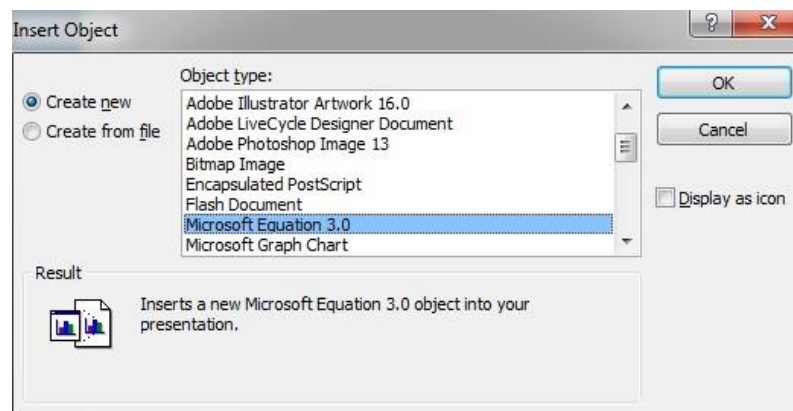 Insert Object
Object type:
Create new
Create from file
Adobe Illustrator Artwork 16.0
Adobe LiveCycle Designer Document
Adobe Photoshop Image 13
Bitmap Image
Encapsulated PostScript
Flash Document
Microsoft Equation 3.0
Microsoft Graph Chart
OK
Cancel
Display as icon
Result
Inserts a new Microsoft Equation 3.0 object into your
presentation.